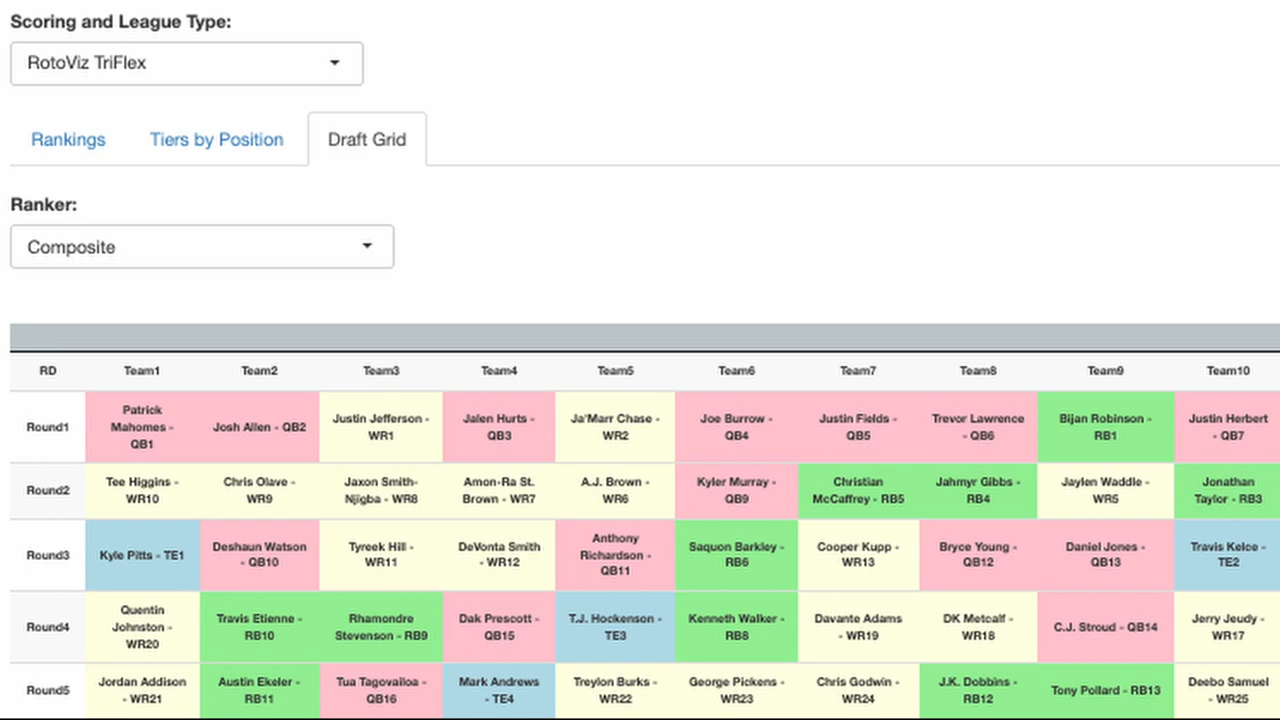 Scoring and League Type:
RotoViz TriFlex
Rankings Tiers by Position Draft Grid
Ranker:
Composite
RD Team1 Team2 Team3 Team4 Team5 Team6 Team7 Team8 Team9 Team10
Round1 Patrick Mahomes - QB1 Josh Allen - QB2 Justin Jefferson - WR1 Jalen Hurts - QB3 Ja'Marr Chase - WR2 Joe Burrow - QB4 Justin Fields - QB5 Trevor Lawrence - QB6 Bijan Robinson - RB1 Justin Herbert - QB7
Round2 Tee Higgins - WR10 Chris Olave - WR9 Jaxon Smith-Njigba - WR8 Amon-Ra St. Brown - WR7 A.J. Brown - WR6 Kyler Murray - QB9 Christian McCaffrey - RB5 Jahmyr Gibbs - RB4 Jaylen Waddle - WR5 Jonathan Taylor - RB3
Round3 Kyle Pitts - TE1 Deshaun Watson - QB10 Tyreek Hill - WR11 DeVonta Smith - WR12 Anthony Richardson - QB11 Saquon Barkley - RB6 Cooper Kupp - WR13 Bryce Young - QB12 Daniel Jones - QB13 Travis Kelce - TE2
Round4 Quentin Johnston - WR20 Travis Etienne - RB10 Rhamondre Stevenson - RB9 Dak Prescott - QB15 T.J. Hockenson - TE3 Kenneth Walker - RB8 Davante Adams - WR19 DK Metcalf - WR18 C.J. Stroud - QB14 Jerry Jeudy - WR17
Round5 Jordan Addison - WR21 Austin Ekeler - RB11 Tua Tagovailoa - QB16 Mark Andrews - TE4 Treylon Burks - WR22 George Pickens - WR23 Chris Godwin - WR24 J.K. Dobbins - RB12 Tony Pollard - RB13 Deebo Samuel - WR25